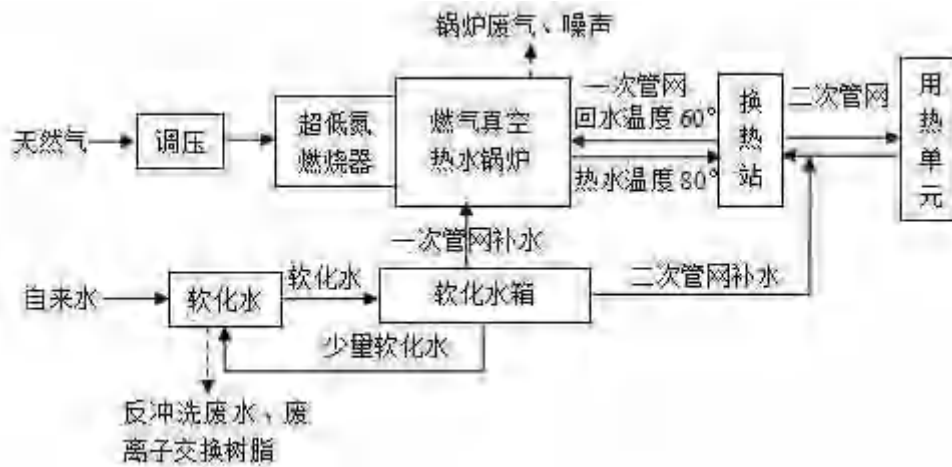 锅炉废气、噪声
天然气
调压
超低氮
燃烧器
燃气真空
热水锅炉
一次管网
回水温度 60°
热水温度 80°
换
热
站
二次管网
用
热
单
元
一次管网补水
自来水
软化水
软化水
软化水箱
二次管网补水
少量软化水
反冲洗废水、废
离子交换树脂